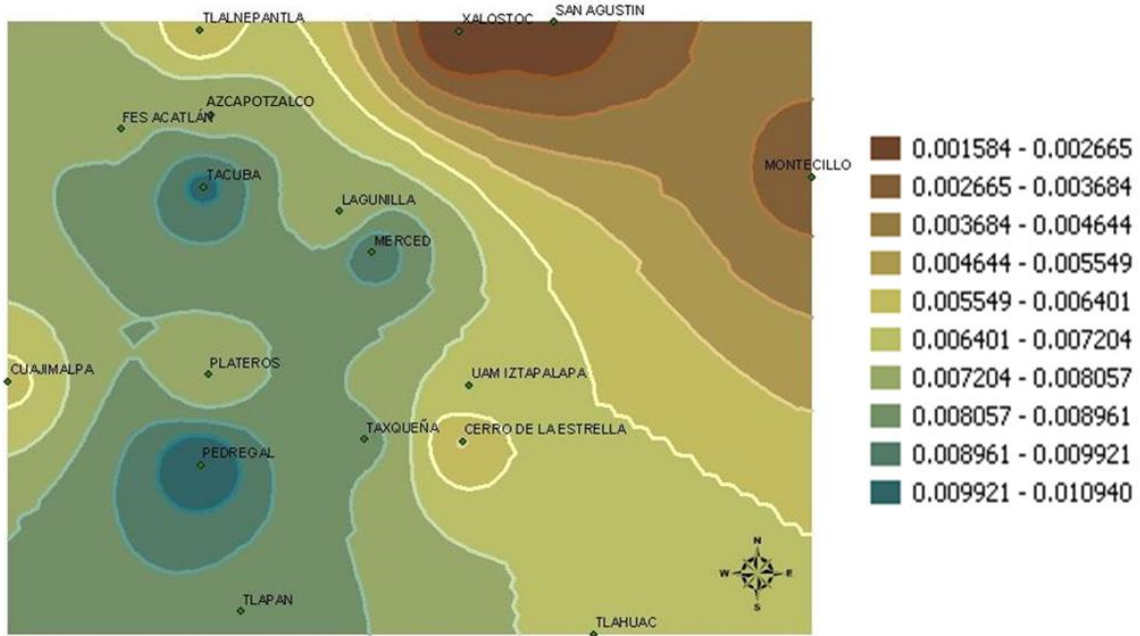 TLALNEPANTLA
XALOSTOC
SAN AGUSTIN
AZCAPOTZALCO
FES ACATLÁN
TACUBA
LAGUNILLA
MERCED
MONTECILLO
CUAJIMALPA
PLATEROS
UAM IZTAPALAPA
TAXQUEÑA
CERRO DE LA ESTRELLA
PEDREGAL
TLAPAN
TLAHUAC
N
W
E
S
0.001584 - 0.002665
0.002665 - 0.003684
0.003684 - 0.004644
0.004644 - 0.005549
0.005549 - 0.006401
0.006401 - 0.007204
0.007204 - 0.008057
0.008057 - 0.008961
0.008961 - 0.009921
0.009921 - 0.010940